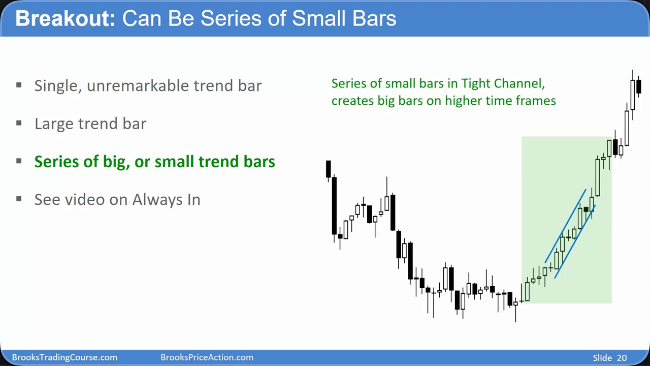 Breakout: Can Be Series of Small Bars
Single, unremarkable trend bar
Large trend bar
Series of big, or small trend bars
See video on Always In
Series of small bars in Tight Channel,
creates big bars on higher time frames
BrooksTradingCourse.com
BrooksPriceAction.com
Slide 20